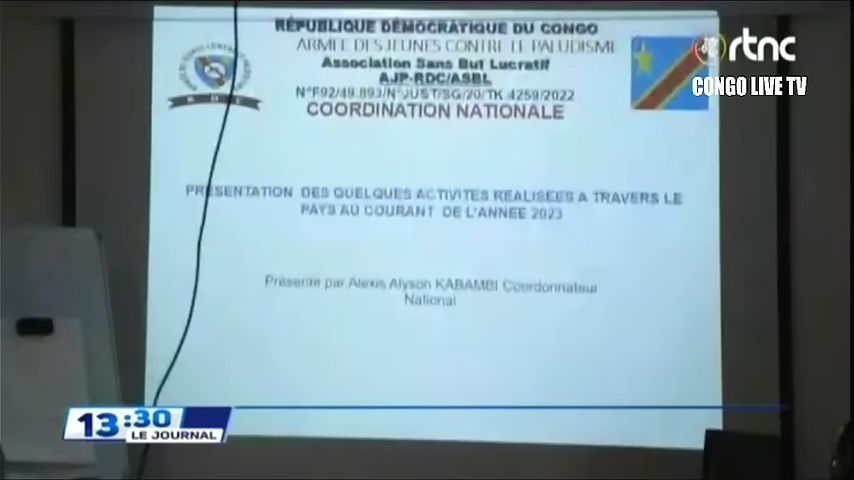 RÉPUBLIQUE DÉMOCRATIQUE DU CONGO
ARMEE DES JEUNES CONTRE LE PALUDISME
Association Sans But Lucratif
AJP-RDC/ASBL
N°F92/49.893/N°JUST/SG/20/TK.4259/2022
COORDINATION NATIONALE
rtnc
CONGO LIVE TV
PRESENTATION DES QUELQUES ACTIVITES REALISEES A TRAVERS LE
PAYS AU COURANT DE L'ANNEE 2023
Présenté par Alexis Alyson KABAMBI Coordonnateur
National
13:30
LE JOURNAL